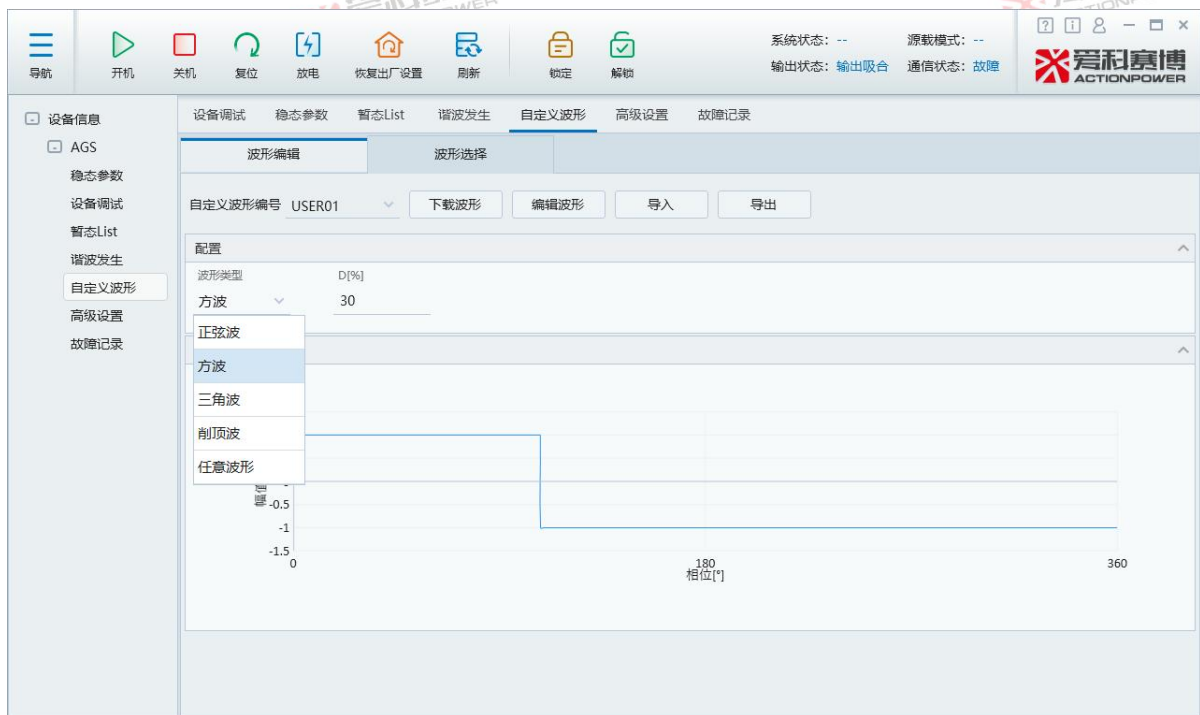 系统状态： -- 源载模式： --
导航 开机 关机 复位 放电 恢复出厂设置 刷新 锁定 解锁
输出状态： 输出吸合 通信状态： 故障
爱科赛博
ACTIONPOWER
设备信息
AGS
稳态参数
设备调试
暂态List
谐波发生
自定义波形
高级设置
故障记录
设备调试 稳态参数 暂态List 谐波发生 自定义波形 高级设置 故障记录
波形编辑 波形选择
自定义波形编号 USER01 下载波形 编辑波形 导入 导出
配置
波形类型 D[%]
方波 30
正弦波
方波
三角波
削顶波
任意波形
-0.5
-1
-1.5
0 180 360
相位[°]